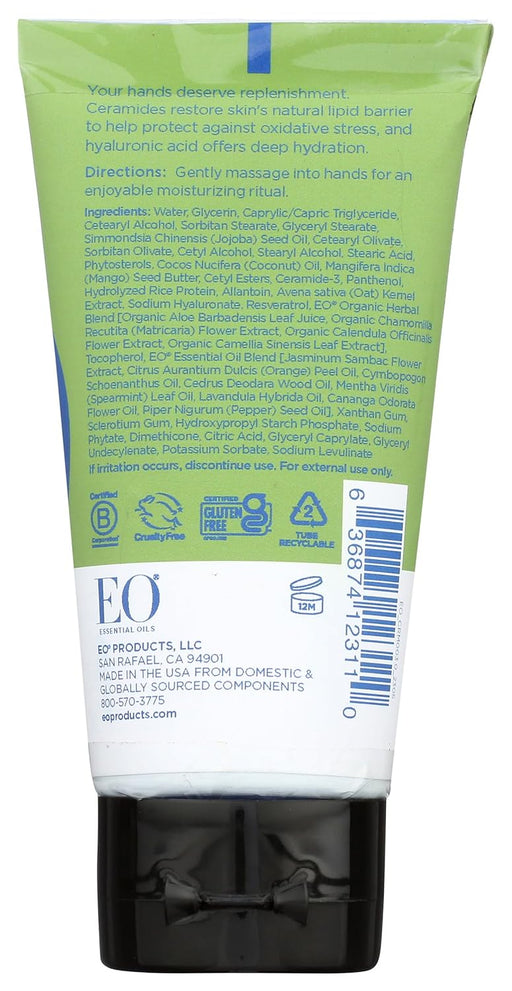 Your hands deserve replenishment.
Ceramides restore skin's natural lipid barrier
to help protect against oxidative stress, and
hyaluronic acid offers deep hydration.
Directions: Gently massage into hands for an
enjoyable moisturizing ritual.
Ingredients: Water, Glycerin, Caprylic/Capric Triglyceride,
Cetearyl Alcohol, Sorbitan Stearate, Glyceryl Stearate,
Simmondsia Chinensis (Jojoba) Seed Oil, Cetearyl Olivate,
Sorbitan Olivate, Cetyl Alcohol, Stearyl Alcohol, Stearic Acid,
Phytosterols, Cocos Nucifera (Coconut) Oil, Mangifera Indica
(Mango) Seed Butter, Cetyl Esters, Ceramide-3, Panthenol,
Hydrolyzed Rice Protein, Allantoin, Avena sativa (Oat) Kernel
Extract, Sodium Hyaluronate, Resveratrol, EO® Organic Herbal
Blend [Organic Aloe Barbadensis Leaf Juice, Organic Chamomilla
Recutita (Matricaria) Flower Extract, Organic Calendula Officinalis
Flower Extract, Organic Camellia Sinensis Leaf Extract],
Tocopherol, EO® Essential Oil Blend [Jasminum Sambac Flower
Extract, Citrus Aurantium Dulcis (Orange) Peel Oil, Cymbopogon
Schoenanthus Oil, Cedrus Deodara Wood Oil, Mentha Viridis
(Spearmint) Leaf Oil, Lavandula Hybrida Oil, Cananga Odorata
Flower Oil, Piper Nigurum (Pepper) Seed Oil], Xanthan Gum,
Sclerotium Gum, Hydroxypropyl Starch Phosphate, Sodium
Phytate, Dimethicone, Citric Acid, Glyceryl Caprylate, Glyceryl
Undecylenate, Potassium Sorbate, Sodium Levulinate
If irritation occurs, discontinue use. For external use only.
Certified
B
Corporation
CrueltyFree
CERTIFIED
GLUTEN
FREE
2
TUBE
RECYCLABLE
EO®
ESSENTIAL OILS
12M
EO® PRODUCTS, LLC
SAN RAFAEL, CA 94901
MADE IN THE USA FROM DOMESTIC &
GLOBALLY SOURCED COMPONENTS
800-570-3775
eoproducts.com
6 36874 12311 0